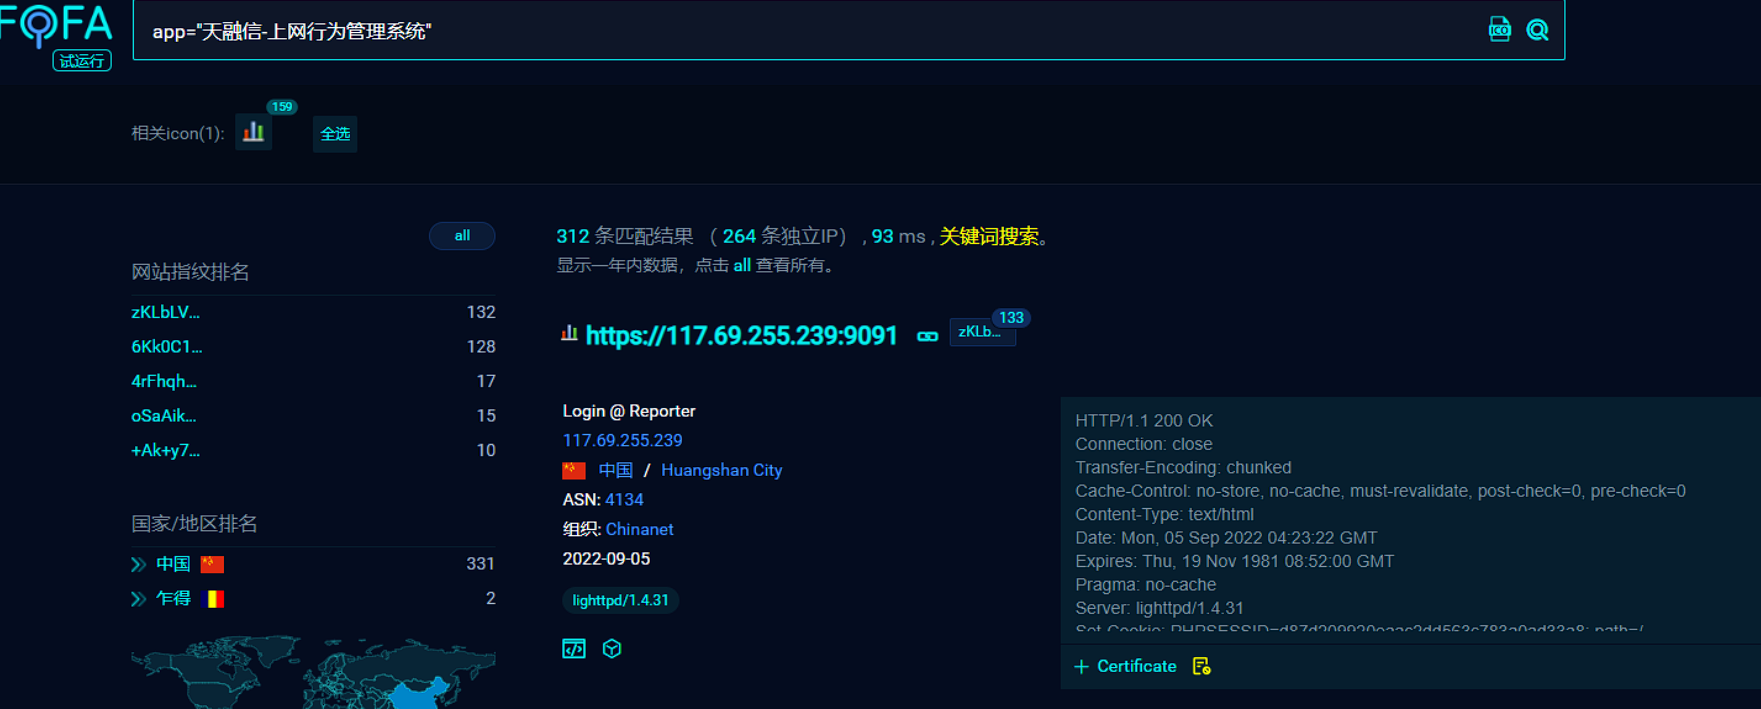 FOFA
试运行
app="天融信-上网行为管理系统"
ICO
相关icon(1):
159
全选
all
网站指纹排名
zKLbLV... 132
6Kk0C1... 128
4rFhqh... 17
oSaAik... 15
+Ak+y7... 10
国家/地区排名
中国 331
乍得 2
312 条匹配结果 （ 264 条独立IP） , 93 ms , 关键词搜索。
显示一年内数据，点击 all 查看所有。
https://117.69.255.239:9091
133
zKLb...
Login @ Reporter
117.69.255.239
中国 / Huangshan City
ASN: 4134
组织: Chinanet
2022-09-05
lighttpd/1.4.31
HTTP/1.1 200 OK
Connection: close
Transfer-Encoding: chunked
Cache-Control: no-store, no-cache, must-revalidate, post-check=0, pre-check=0
Content-Type: text/html
Date: Mon, 05 Sep 2022 04:23:22 GMT
Expires: Thu, 19 Nov 1981 08:52:00 GMT
Pragma: no-cache
Server: lighttpd/1.4.31
+ Certificate